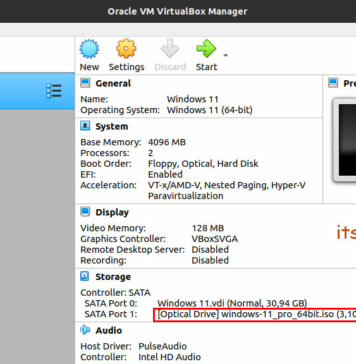 Oracle VM VirtualBox Manager
New Settings Discard Start
General
Name: Windows 11
Operating System: Windows 11 (64-bit)
System
Base Memory: 4096 MB
Processors: 2
Boot Order: Floppy, Optical, Hard Disk
EFI: Enabled
Acceleration: VT-x/AMD-V, Nested Paging, Hyper-V
Paravirtualization
Display
Video Memory: 128 MB
Graphics Controller: VBoxSVGA
Remote Desktop Server: Disabled
Recording: Disabled
its
Storage
Controller: SATA
SATA Port 0: Windows 11.vdi (Normal, 30,94 GB)
SATA Port 1: [Optical Drive] windows-11_pro_64bit.iso (3,10
Audio
Host Driver: PulseAudio
Controller: Intel HD Audio